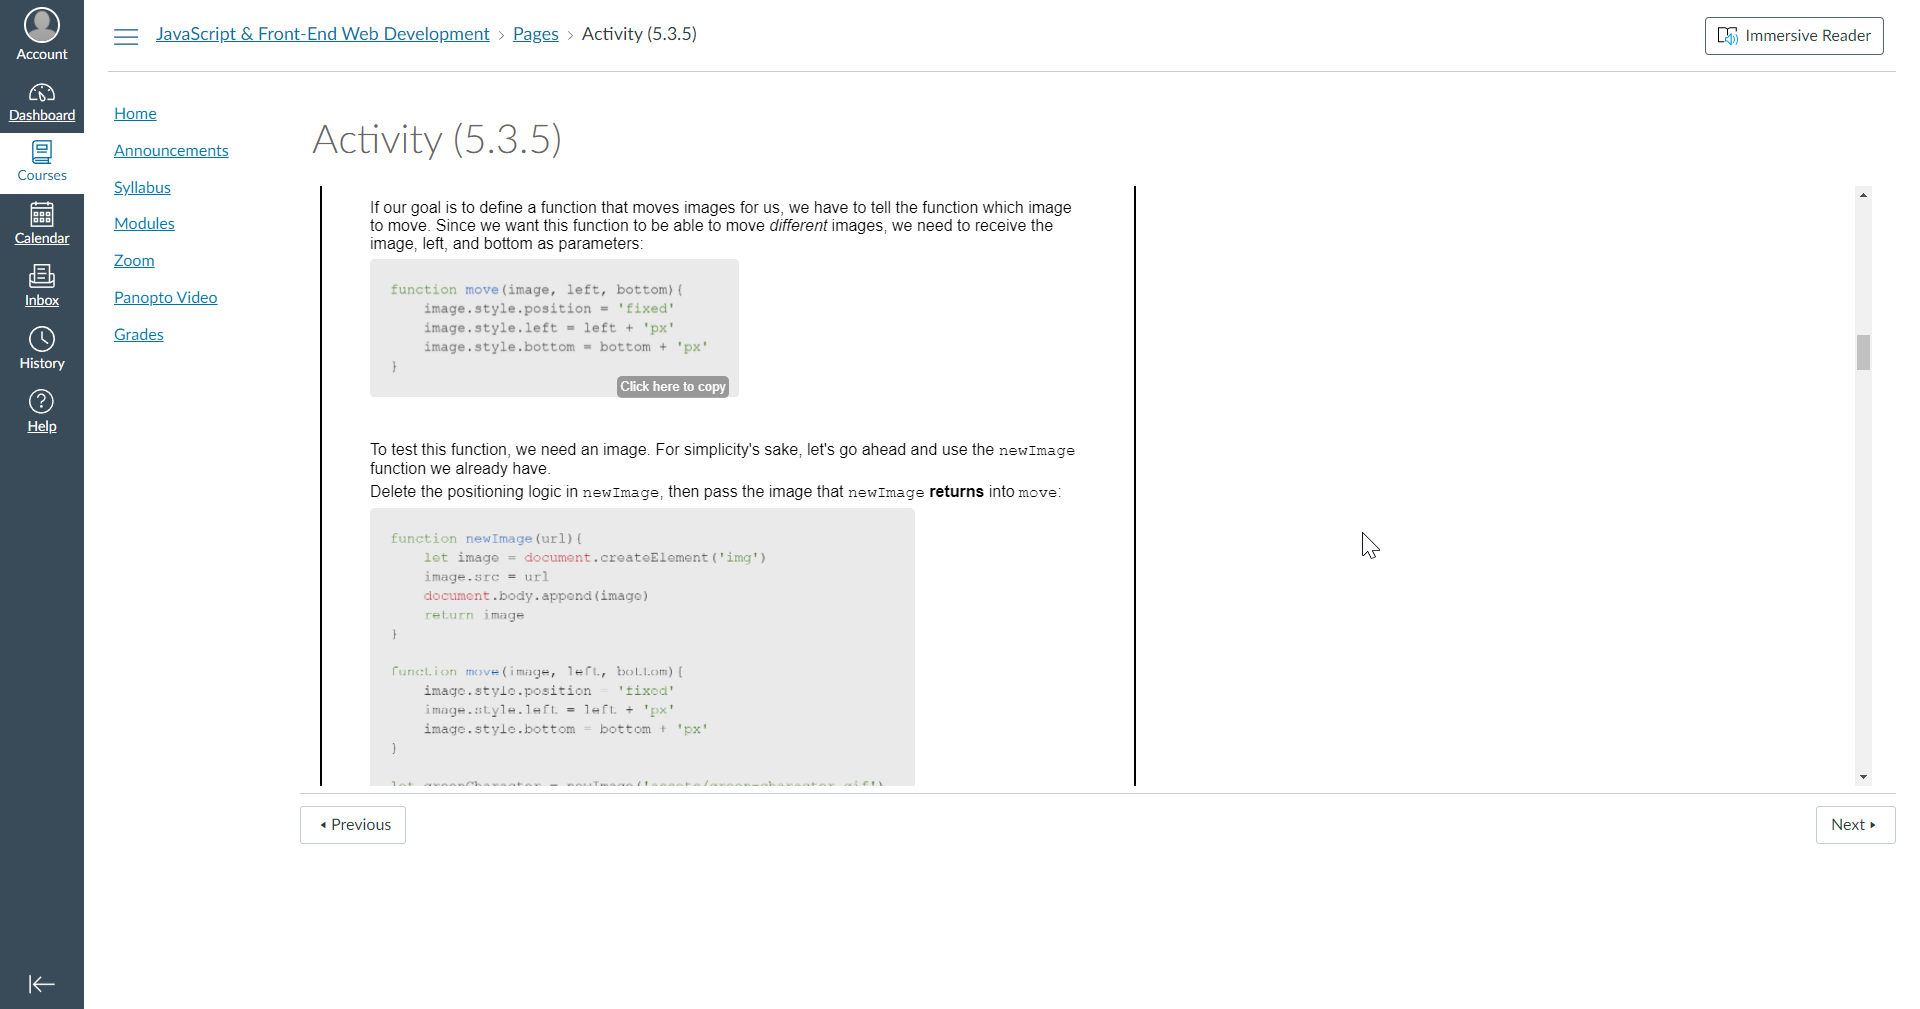 Account
Dashboard
Courses
Calendar
Inbox
History
Help
JavaScript & Front-End Web Development › Pages › Activity (5.3.5)
Immersive Reader
Home
Announcements
Syllabus
Modules
Zoom
Panopto Video
Grades
Activity (5.3.5)
If our goal is to define a function that moves images for us, we have to tell the function which image
to move. Since we want this function to be able to move different images, we need to receive the
image, left, and bottom as parameters:
function move(image, left, bottom){
    image.style.position = 'fixed'
    image.style.left = left + 'px'
    image.style.bottom = bottom + 'px'
}
Click here to copy
To test this function, we need an image. For simplicity's sake, let's go ahead and use the newImage
function we already have.
Delete the positioning logic in newImage, then pass the image that newImage returns into move:
function newImage(url){
    let image = document.createElement('img')
    image.src = url
    document.body.append(image)
    return image
}
function move(image, left, bottom){
    image.style.position = 'fixed'
    image.style.left = left + 'px'
    image.style.bottom = bottom + 'px'
}
let greenCharacter = newImage('assets/green-character.gif')
Previous
Next